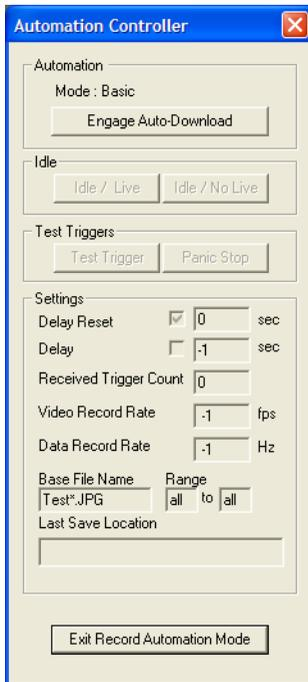 Automation Controller
Automation
Mode : Basic
Engage Auto-Download
Idle
Idle / Live
Idle / No Live
Test Triggers
Test Trigger
Panic Stop
Settings
Delay Reset 0 sec
Delay -1 sec
Received Trigger Count 0
Video Record Rate -1 fps
Data Record Rate -1 Hz
Base File Name Range
Test*.JPG all to all
Last Save Location
Exit Record Automation Mode